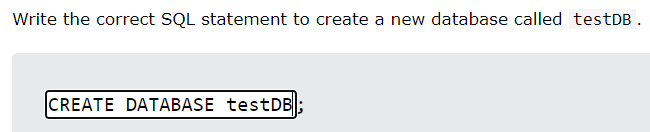 Write the correct SQL statement to create a new database called testDB .
CREATE DATABASE testDB;